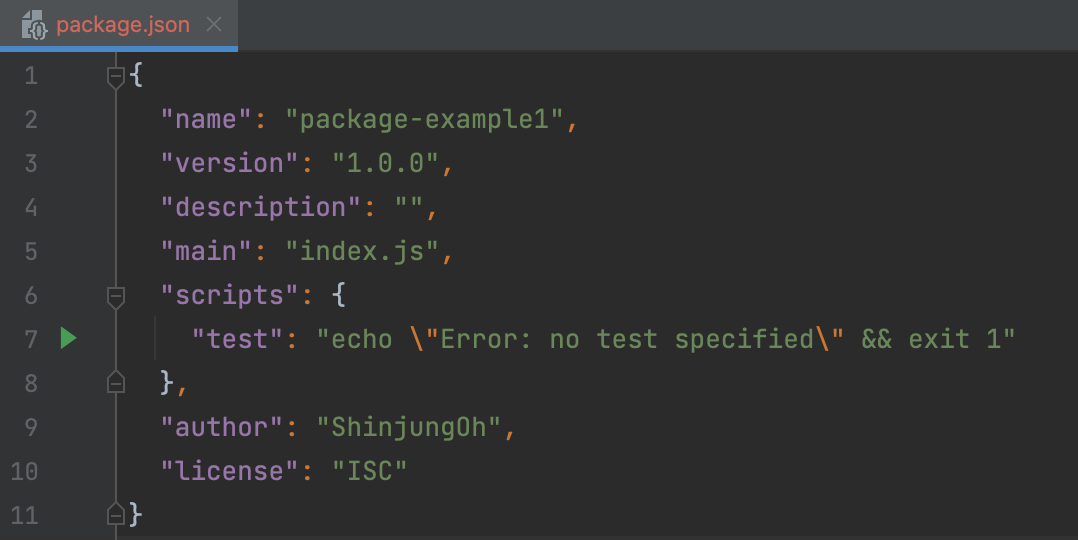 package.json
1 {
2   "name": "package-example1",
3   "version": "1.0.0",
4   "description": "",
5   "main": "index.js",
6   "scripts": {
7     "test": "echo \"Error: no test specified\" && exit 1"
8   },
9   "author": "ShinjungOh",
10   "license": "ISC"
11 }